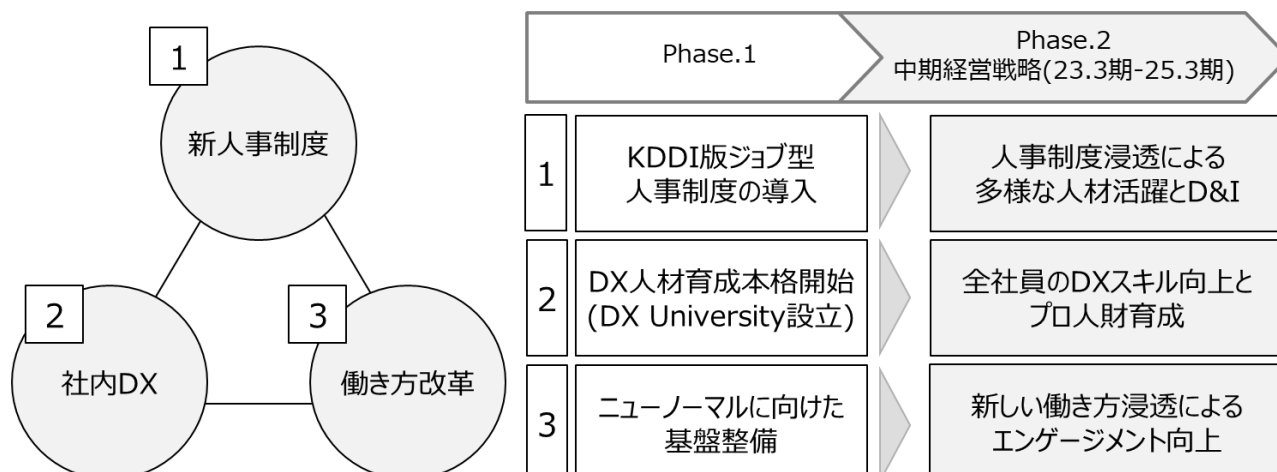 1
新人事制度
2
社内DX
3
働き方改革
Phase.1
Phase.2
中期経営戦略(23.3期-25.3期)
1
KDDI版ジョブ型
人事制度の導入
人事制度浸透による
多様な人材活躍とD&I
2
DX人材育成本格開始
(DX University設立)
全社員のDXスキル向上と
プロ人財育成
3
ニューノーマルに向けた
基盤整備
新しい働き方浸透による
エンゲージメント向上